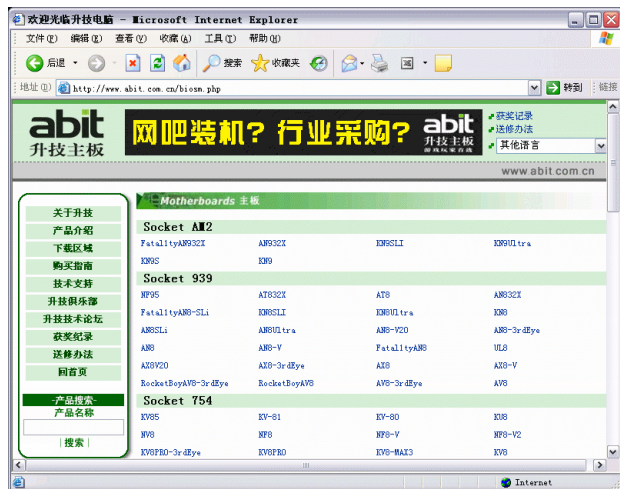 欢迎光临升技电脑 - Microsoft Internet Explorer
文件(F) 编辑(E) 查看(V) 收藏(A) 工具(T) 帮助(H)
后退 搜索 收藏夹
地址(D) http://www.abit.com.cn/biosm.php 转到 链接
abit
升技主板
网吧装机? 行业采购?
abit
升技主板
获奖记录
送修办法
其他语言
www.abit.com.cn
关于升技
产品介绍
下载区域
购买指南
技术支持
升技俱乐部
升技技术论坛
获奖纪录
送修办法
回首页
-产品搜索-
产品名称
|搜索|
Motherboards 主板
Socket AM2
Fatal1tyAN932X AN932X KN9SLI KN9Ultra
KN9S KN9
Socket 939
NF95 AT832X AT8 AN832X
Fatal1tyAN8-SLi KN8SLI KN8Ultra KN8
AN8SLi AN8Ultra AN8-V20 AN8-3rdEye
AN8 AN8-V Fatal1tyAN8 UL8
AX8V20 AX8-3rdEye AX8 AX8-V
RocketBoyAV8-3rdEye RocketBoyAV8 AV8-3rdEye AV8
Socket 754
KV85 KV-81 KV-80 KU8
NV8 NF8 NF8-V NF8-V2
KV8PRO-3rdEye KV8PRO KV8-MAX3 KV8
Internet